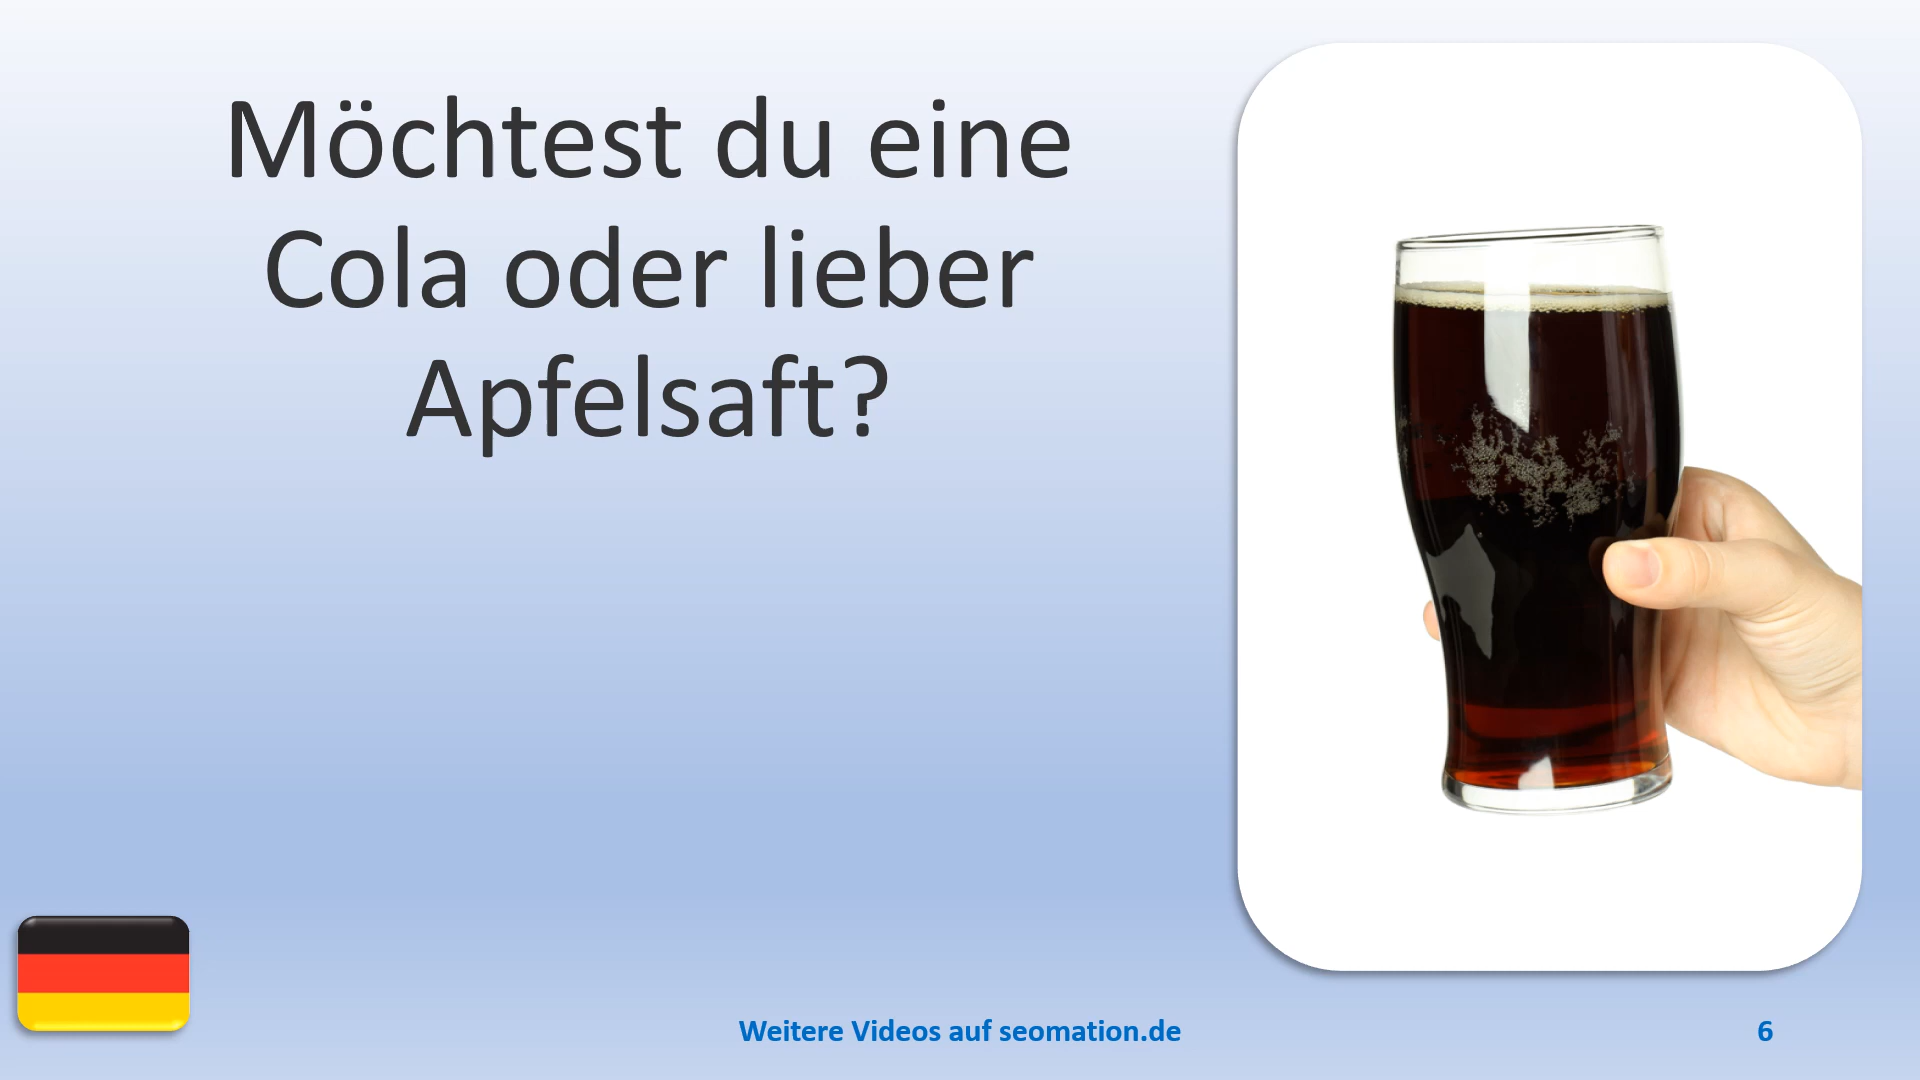 Möchtest du eine
Cola oder lieber
Apfelsaft?
Weitere Videos auf seomation.de
6